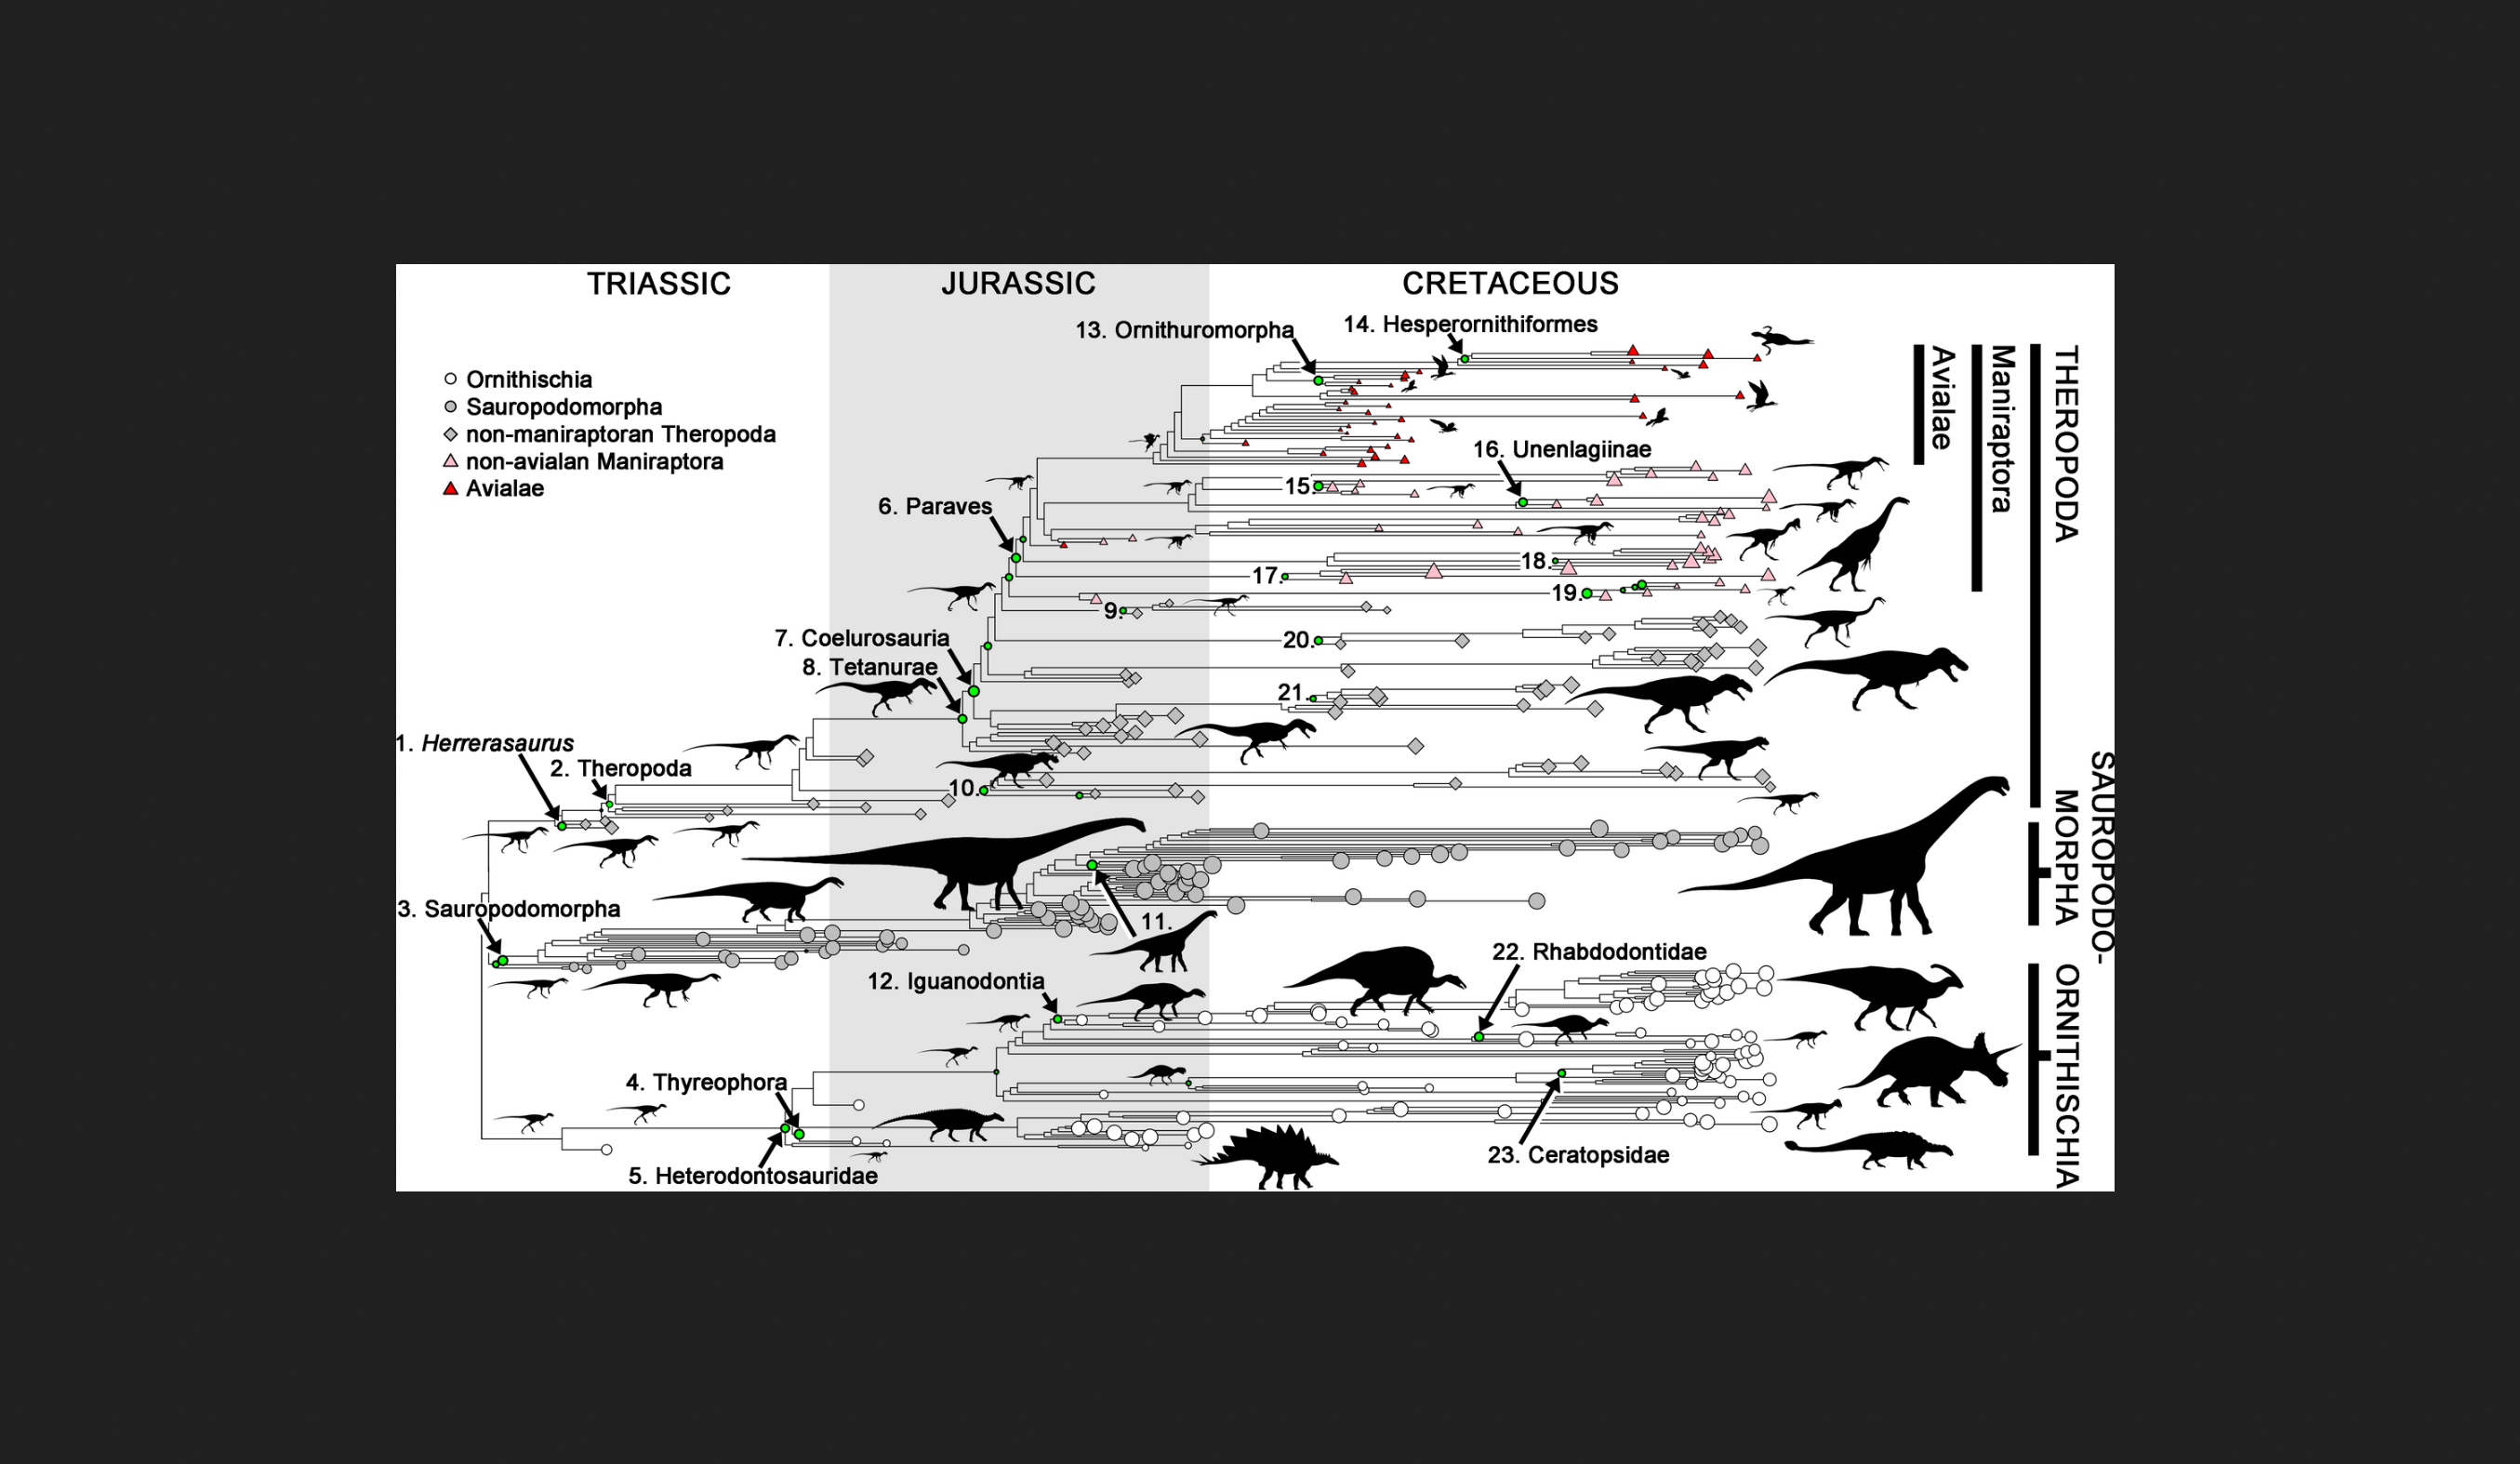 TRIASSIC
JURASSIC
CRETACEOUS
13. Ornithuromorpha
14. Hesperornithiformes
Ornithischia
Sauropodomorpha
non-maniraptoran Theropoda
non-avialan Maniraptora
Avialae
16. Unenlagiinae
15.
6. Paraves
18.
17.
19.
9.
7. Coelurosauria
20.
8. Tetanurae
21.
1. Herrerasaurus
2. Theropoda
10.
3. Sauropodomorpha
11.
22. Rhabdodontidae
12. Iguanodontia
4. Thyreophora
23. Ceratopsidae
5. Heterodontosauridae
Avialae
Maniraptora
THEROPODA
SAUROPODO-
MORPHA
ORNITHISCHIA